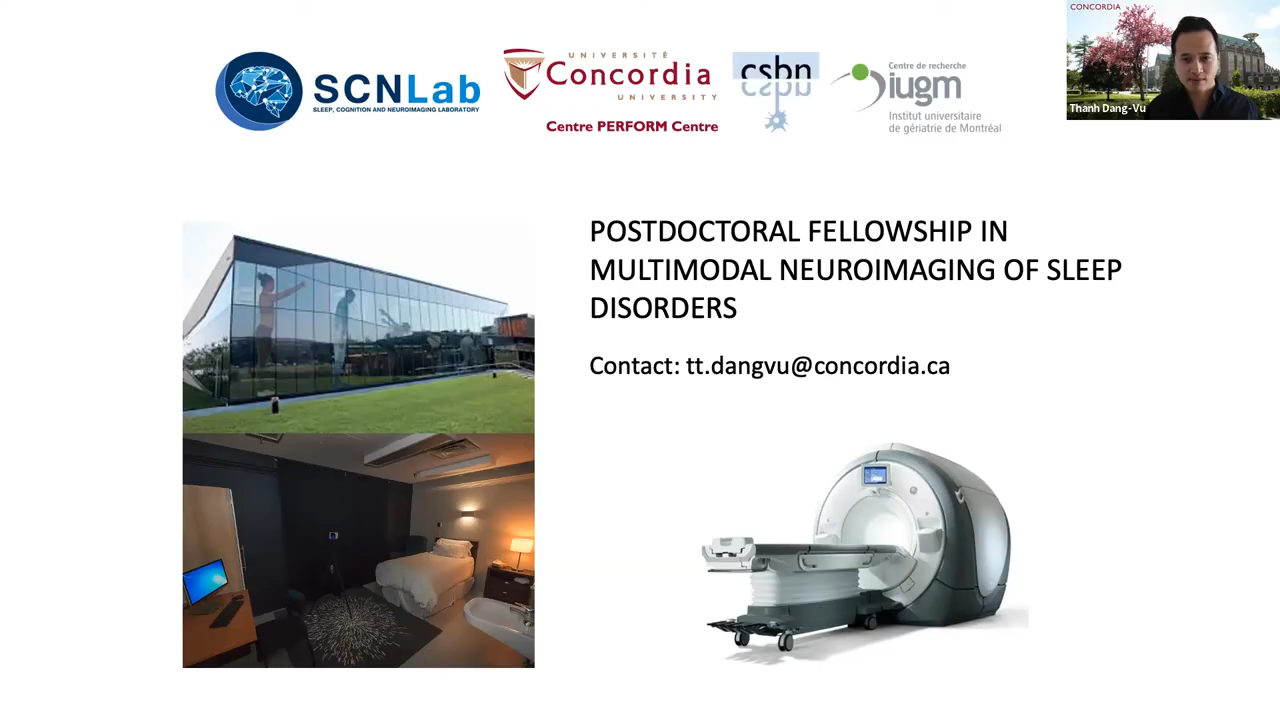 SCNLab
SLEEP, COGNITION AND NEUROIMAGING LABORATORY
UNIVERSITÉ
Concordia
UNIVERSITY
Centre PERFORM Centre
csbn
Centre de recherche
iugm
Institut universitaire
de gériatrie de Montréal
CONCORDIA
Thanh Dang-Vu
POSTDOCTORAL FELLOWSHIP IN
MULTIMODAL NEUROIMAGING OF SLEEP
DISORDERS
Contact: tt.dangvu@concordia.ca